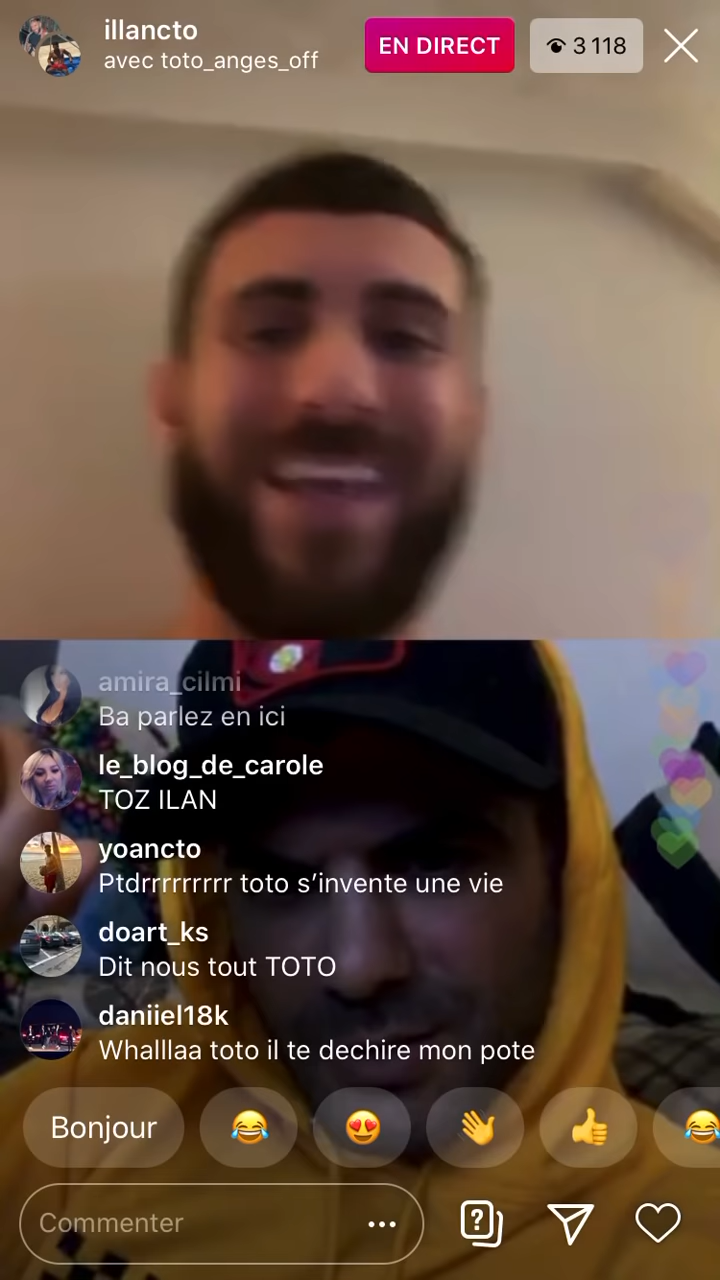 illancto
avec toto_anges_off
EN DIRECT
3 118
amira_cilmi
Ba parlez en ici
le_blog_de_carole
TOZ ILAN
yoancto
Ptdrrrrrrrrr toto s’invente une vie
doart_ks
Dit nous tout TOTO
daniiel18k
Whalllaa toto il te dechire mon pote
Bonjour
Commenter